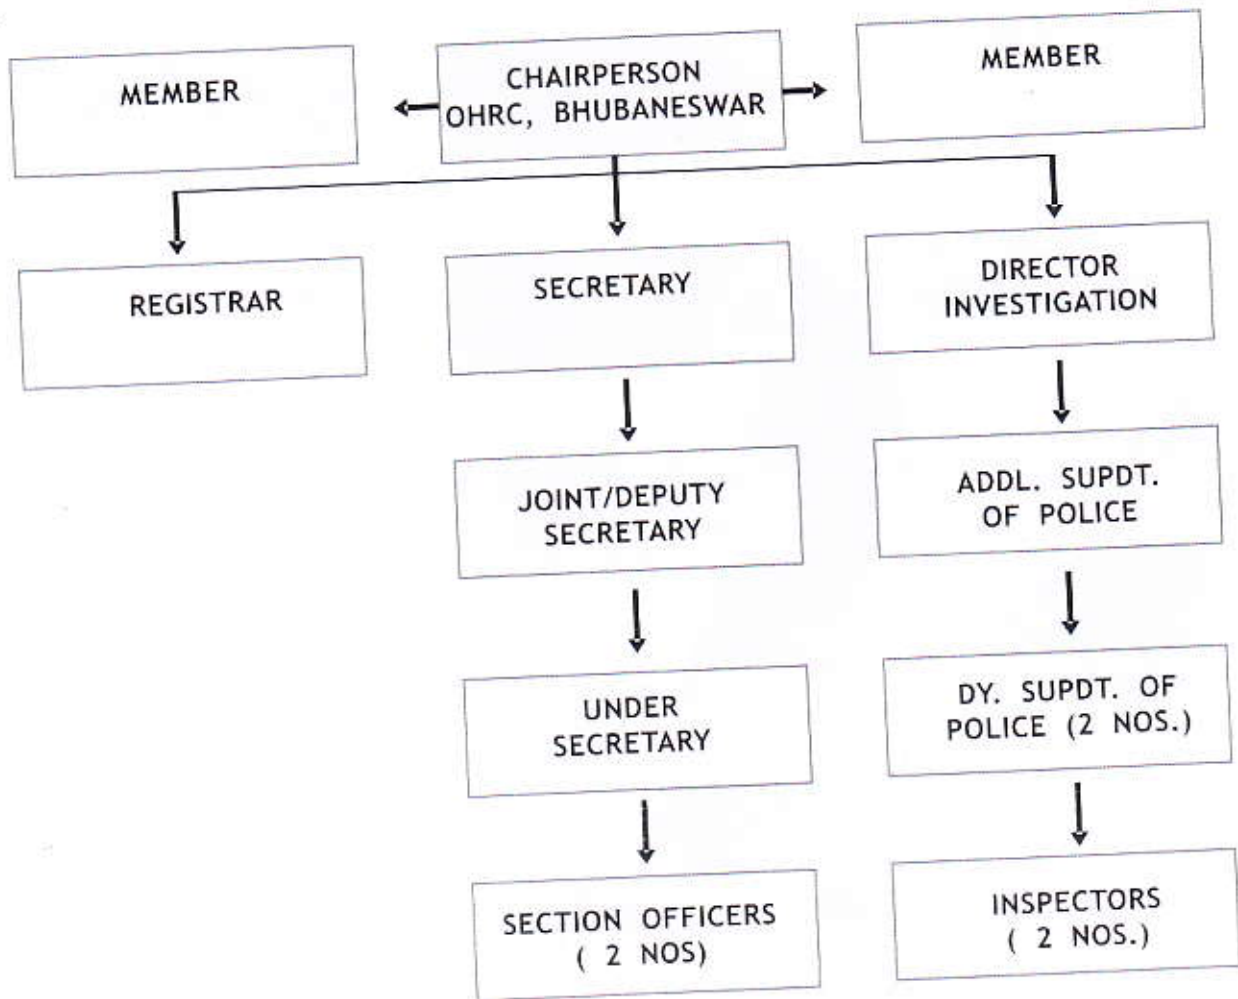 MEMBER
CHAIRPERSON
OHRC, BHUBANESWAR
MEMBER
REGISTRAR
SECRETARY
DIRECTOR
INVESTIGATION
JOINT/DEPUTY
SECRETARY
ADDL. SUPDT.
OF POLICE
UNDER
SECRETARY
DY. SUPDT. OF
POLICE (2 NOS.)
SECTION OFFICERS
( 2 NOS)
INSPECTORS
( 2 NOS.)